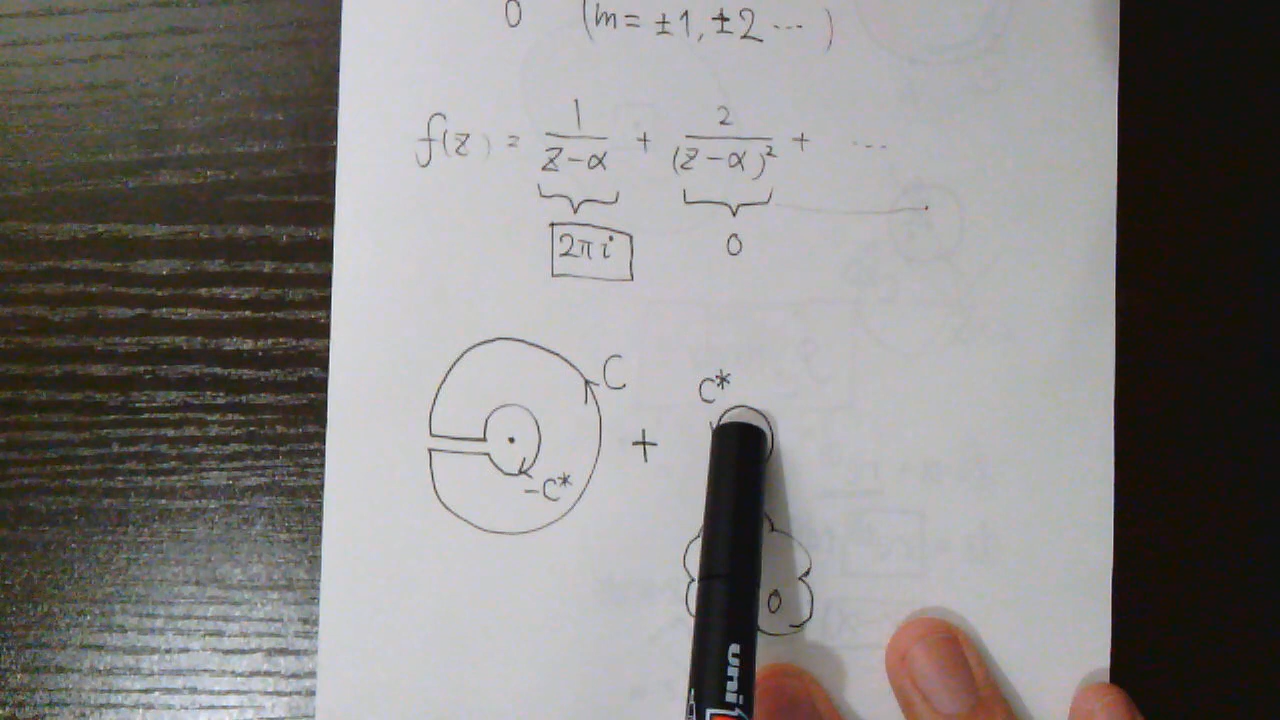 0 (m = ±1, ±2 ... )
f(z) = 1/(z-α) + 2/(z-α)² + ...
2πi 0
C + C*
-C*
0
uni